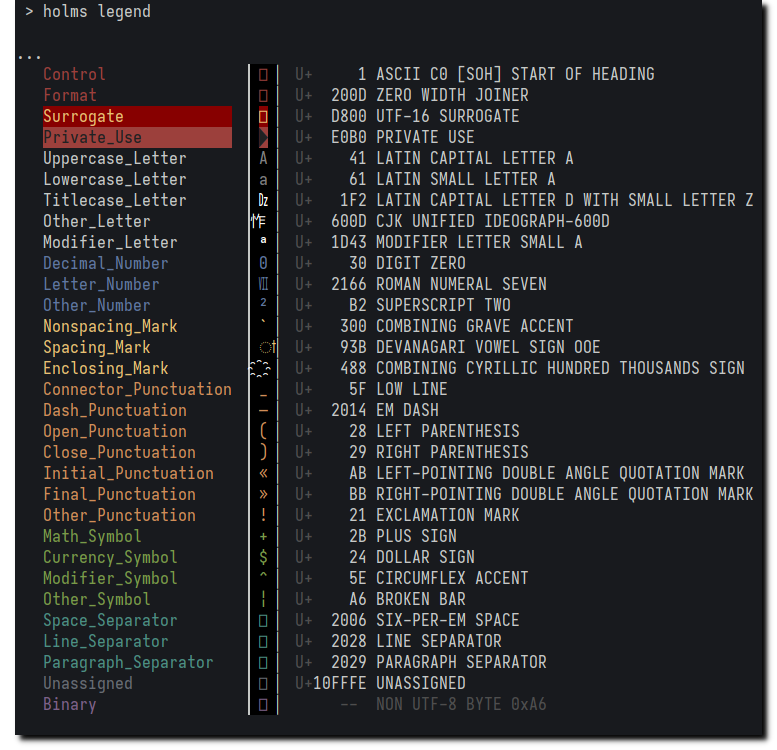 > holms legend
...
Control □ U+ 1 ASCII C0 [SOH] START OF HEADING
Format □ U+ 200D ZERO WIDTH JOINER
Surrogate □ U+ D800 UTF-16 SURROGATE
Private_Use  U+ E0B0 PRIVATE USE
Uppercase_Letter A U+ 41 LATIN CAPITAL LETTER A
Lowercase_Letter a U+ 61 LATIN SMALL LETTER A
Titlecase_Letter Dz U+ 1F2 LATIN CAPITAL LETTER D WITH SMALL LETTER Z
Other_Letter U+ 600D CJK UNIFIED IDEOGRAPH-600D
Modifier_Letter ᵃ U+ 1D43 MODIFIER LETTER SMALL A
Decimal_Number 0 U+ 30 DIGIT ZERO
Letter_Number Ⅶ U+ 2166 ROMAN NUMERAL SEVEN
Other_Number ² U+ B2 SUPERSCRIPT TWO
Nonspacing_Mark ̀ U+ 300 COMBINING GRAVE ACCENT
Spacing_Mark ऻ U+ 93B DEVANAGARI VOWEL SIGN OOE
Enclosing_Mark ҈ U+ 488 COMBINING CYRILLIC HUNDRED THOUSANDS SIGN
Connector_Punctuation _ U+ 5F LOW LINE
Dash_Punctuation — U+ 2014 EM DASH
Open_Punctuation ( U+ 28 LEFT PARENTHESIS
Close_Punctuation ) U+ 29 RIGHT PARENTHESIS
Initial_Punctuation « U+ AB LEFT-POINTING DOUBLE ANGLE QUOTATION MARK
Final_Punctuation » U+ BB RIGHT-POINTING DOUBLE ANGLE QUOTATION MARK
Other_Punctuation ! U+ 21 EXCLAMATION MARK
Math_Symbol + U+ 2B PLUS SIGN
Currency_Symbol $ U+ 24 DOLLAR SIGN
Modifier_Symbol ^ U+ 5E CIRCUMFLEX ACCENT
Other_Symbol ¦ U+ A6 BROKEN BAR
Space_Separator □ U+ 2006 SIX-PER-EM SPACE
Line_Separator □ U+ 2028 LINE SEPARATOR
Paragraph_Separator □ U+ 2029 PARAGRAPH SEPARATOR
Unassigned □ U+10FFFE UNASSIGNED
Binary □ -- NON UTF-8 BYTE 0xA6